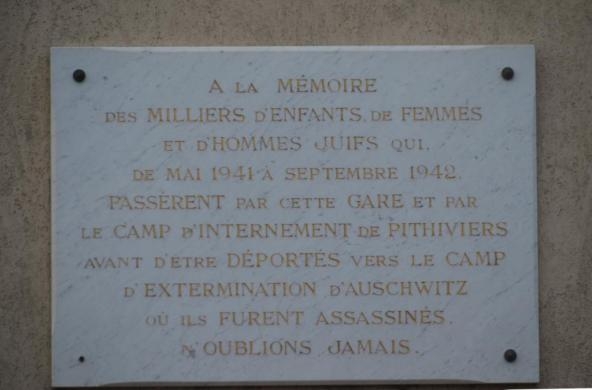 A LA MÉMOIRE
DES MILLIERS D'ENFANTS, DE FEMMES
ET D'HOMMES JUIFS QUI,
DE MAI 1941 À SEPTEMBRE 1942,
PASSÈRENT PAR CETTE GARE ET PAR
LE CAMP D'INTERNEMENT DE PITHIVIERS
AVANT D'ÊTRE DÉPORTÉS VERS LE CAMP
D'EXTERMINATION D'AUSCHWITZ
OÙ ILS FURENT ASSASSINÉS.
N'OUBLIONS JAMAIS.